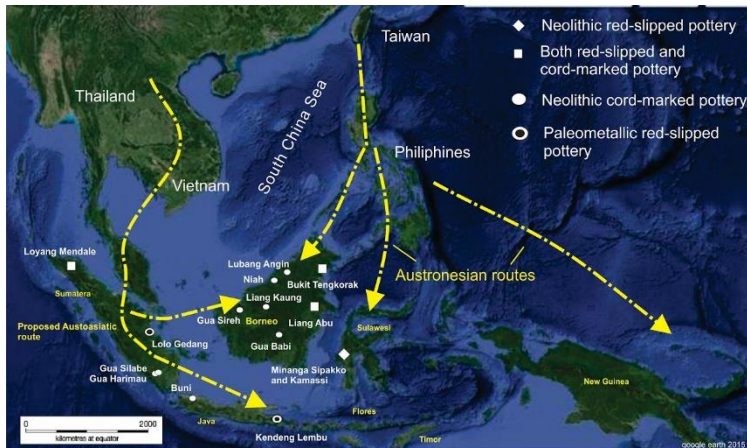 Taiwan
Neolithic red-slipped pottery
Both red-slipped and
cord-marked pottery
Neolithic cord-marked pottery
Paleometallic red-slipped
pottery
Thailand
South China Sea
Philiphines
Vietnam
Loyang Mendale
Lubang Angin
Niah
Bukit Tengkorak
Austronesian routes
Sumatera
Liang Kaung
Gua Sireh
Borneo
Liang Abu
Sulawesi
Proposed Austoasiatic
route
Lolo Gedang
Gua Babi
Minanga Sipakko
and Kamassi
Gua Silabe
Gua Harimau
Buni
New Guinea
Java
Flores
Timor
Kendeng Lembu
0 2000
kilometres at equator
google earth 2015